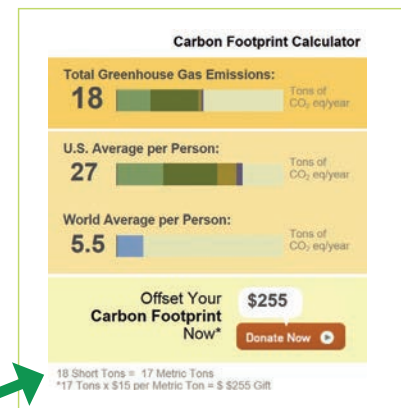 Carbon Footprint Calculator
Total Greenhouse Gas Emissions:
18
Tons of
CO₂ eq/year
U.S. Average per Person:
27
Tons of
CO₂ eq/year
World Average per Person:
5.5
Tons of
CO₂ eq/year
Offset Your
Carbon Footprint
Now*
$255
Donate Now
18 Short Tons = 17 Metric Tons
*17 Tons x $15 per Metric Ton = $ $255 Gift